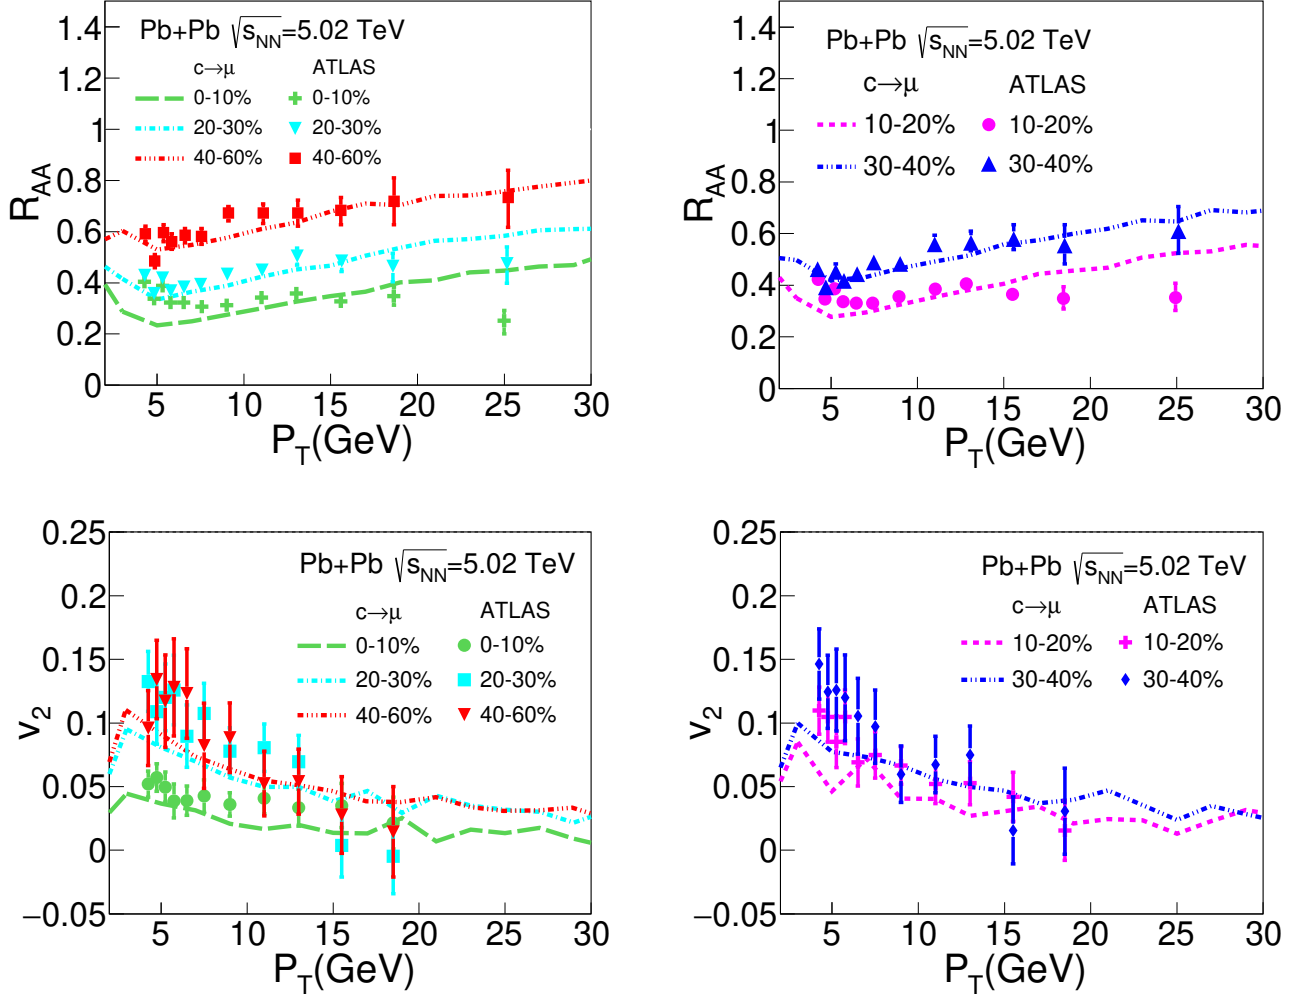 Pb+Pb √s_NN=5.02 TeV
c→μ ATLAS
0-10% 0-10%
20-30% 20-30%
40-60% 40-60%
R_AA
1.4
1.2
1
0.8
0.6
0.4
0.2
0
5 10 15 20 25 30
P_T(GeV)
Pb+Pb √s_NN=5.02 TeV
c→μ ATLAS
10-20% 10-20%
30-40% 30-40%
R_AA
1.4
1.2
1
0.8
0.6
0.4
0.2
0
5 10 15 20 25 30
P_T(GeV)
Pb+Pb √s_NN=5.02 TeV
c→μ ATLAS
0-10% 0-10%
20-30% 20-30%
40-60% 40-60%
v_2
0.25
0.2
0.15
0.1
0.05
0
−0.05
5 10 15 20 25 30
P_T(GeV)
Pb+Pb √s_NN=5.02 TeV
c→μ ATLAS
10-20% 10-20%
30-40% 30-40%
v_2
0.25
0.2
0.15
0.1
0.05
0
−0.05
5 10 15 20 25 30
P_T(GeV)